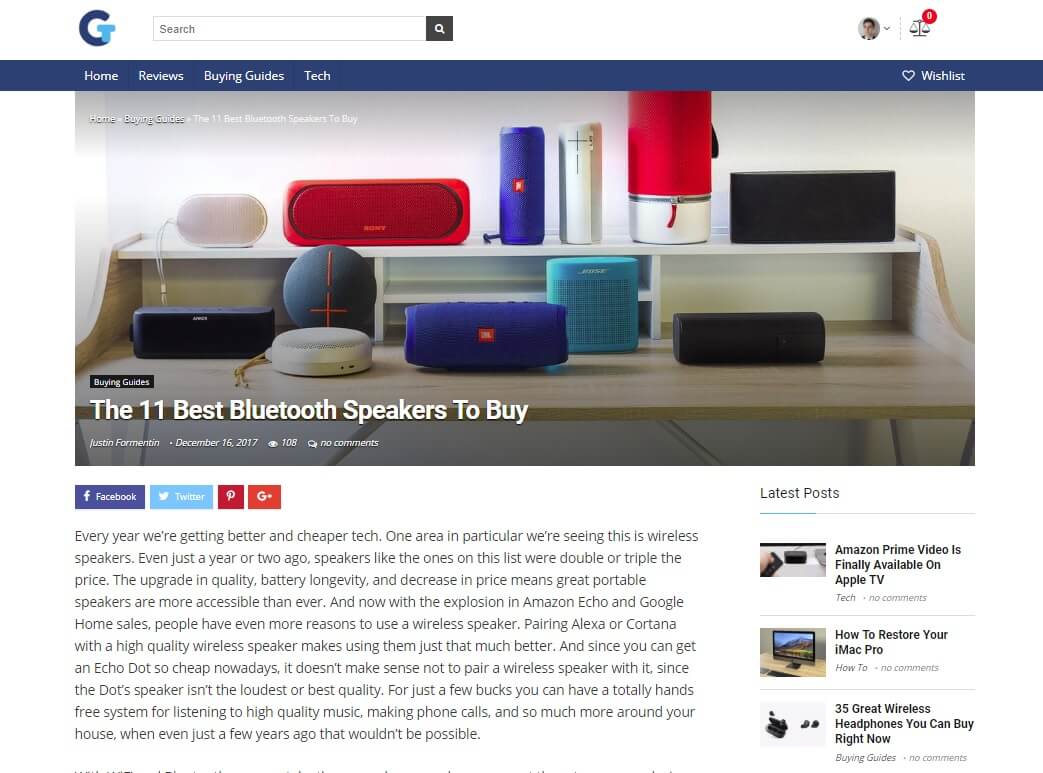 GT
Search
0
Home Reviews Buying Guides Tech Wishlist
Home » Buying Guides » The 11 Best Bluetooth Speakers To Buy
SONY
JBL
BOSE
ANKER
JBL
Buying Guides
The 11 Best Bluetooth Speakers To Buy
Justin Formentin • December 16, 2017 108 no comments
Facebook Twitter G+
Every year we’re getting better and cheaper tech. One area in particular we’re seeing this is wireless
speakers. Even just a year or two ago, speakers like the ones on this list were double or triple the
price. The upgrade in quality, battery longevity, and decrease in price means great portable
speakers are more accessible than ever. And now with the explosion in Amazon Echo and Google
Home sales, people have even more reasons to use a wireless speaker. Pairing Alexa or Cortana
with a high quality wireless speaker makes using them just that much better. And since you can get
an Echo Dot so cheap nowadays, it doesn’t make sense not to pair a wireless speaker with it, since
the Dot’s speaker isn’t the loudest or best quality. For just a few bucks you can have a totally hands
free system for listening to high quality music, making phone calls, and so much more around your
house, when even just a few years ago that wouldn’t be possible.
Latest Posts
Amazon Prime Video Is
Finally Available On
Apple TV
Tech • no comments
How To Restore Your
iMac Pro
How To • no comments
35 Great Wireless
Headphones You Can Buy
Right Now
Buying Guides • no comments